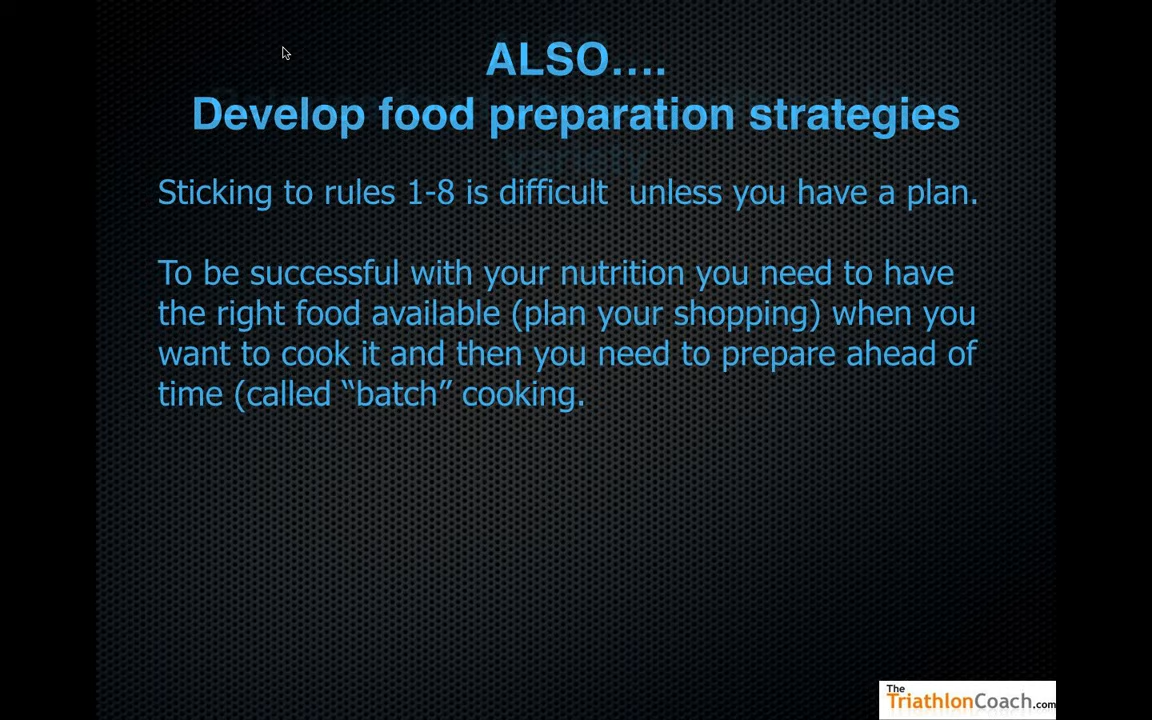 ALSO....
Develop food preparation strategies
Sticking to rules 1-8 is difficult  unless you have a plan.
To be successful with your nutrition you need to have
the right food available (plan your shopping) when you
want to cook it and then you need to prepare ahead of
time (called “batch” cooking.
The
TriathlonCoach.com